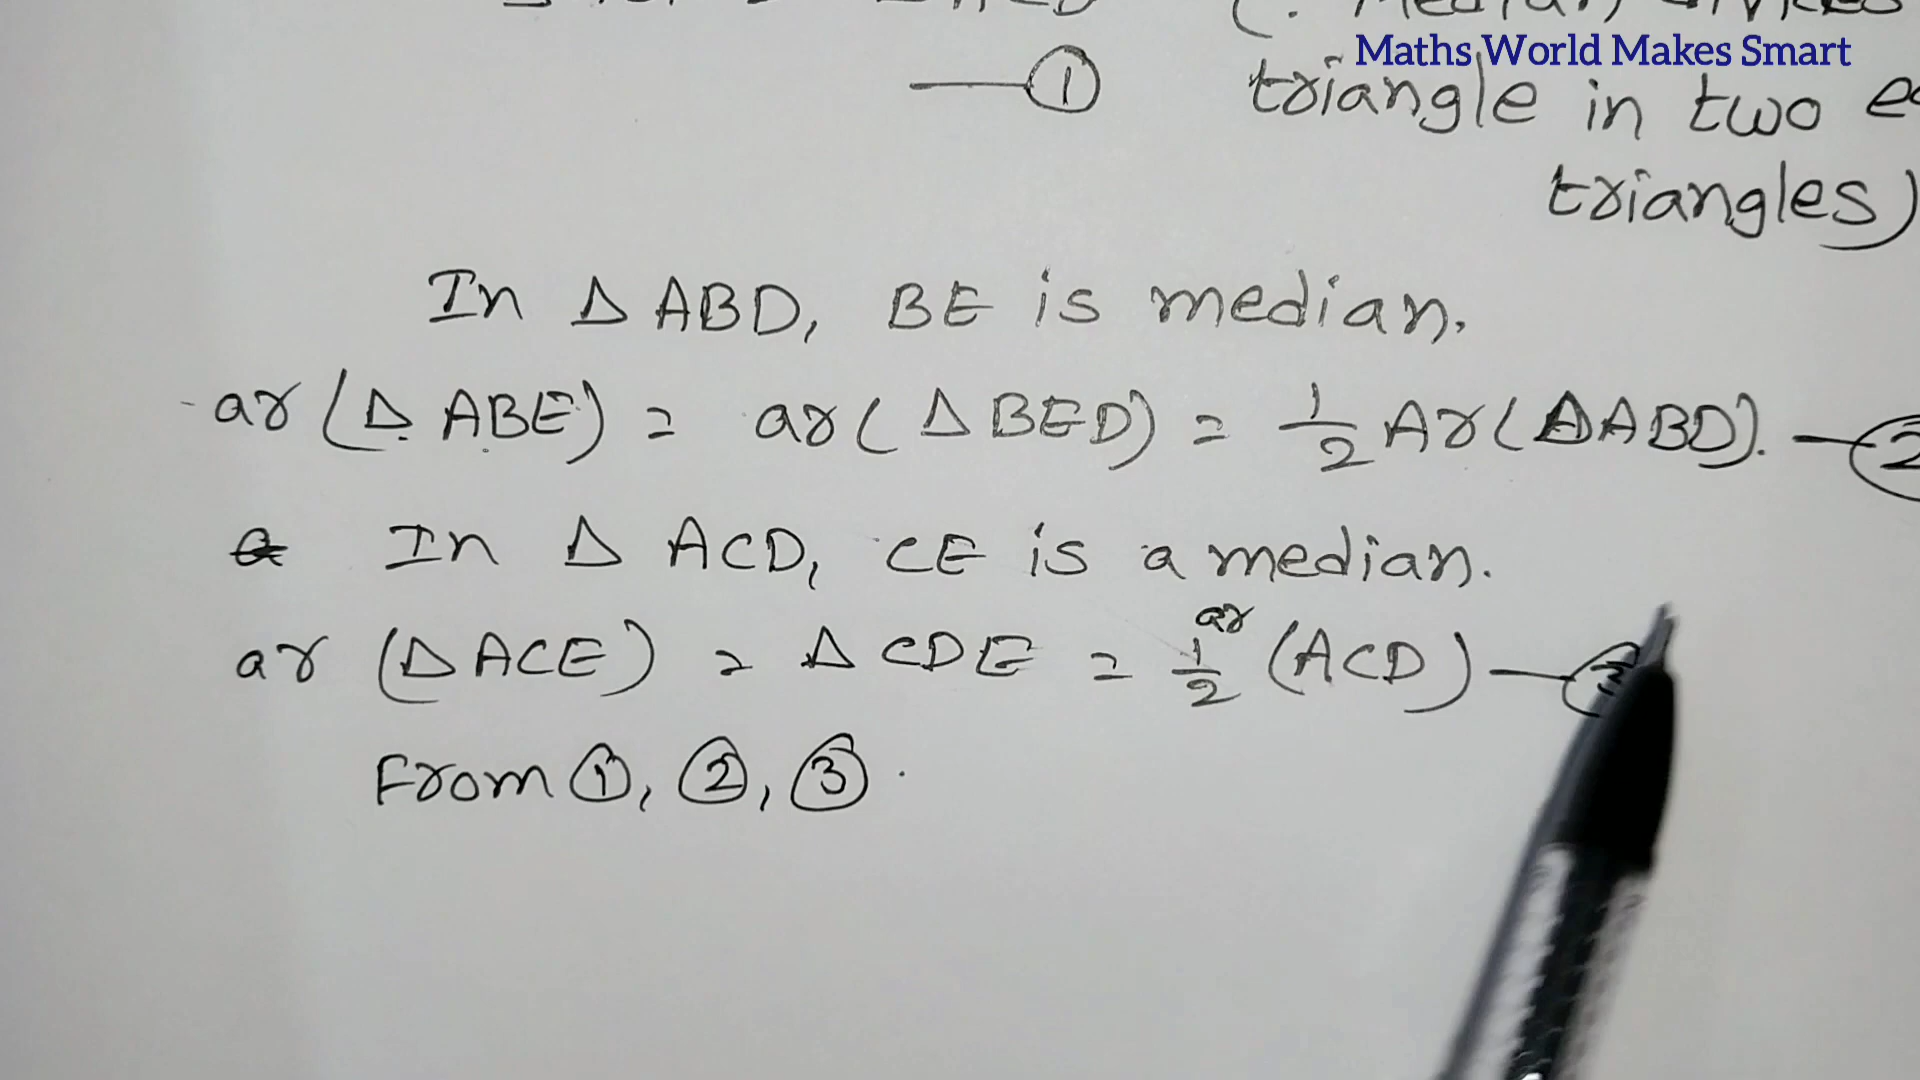 Maths World Makes Smart
— ①
triangle in two
triangles)
In Δ ABD, BE is median.
ar (Δ ABE) = ar (Δ BED) = 1/2 Ar (Δ ABD). — ②
In Δ ACD, CE is a median.
ar (Δ ACE) = Δ CDE = 1/2 ar (ACD) —
From ①, ②, ③.